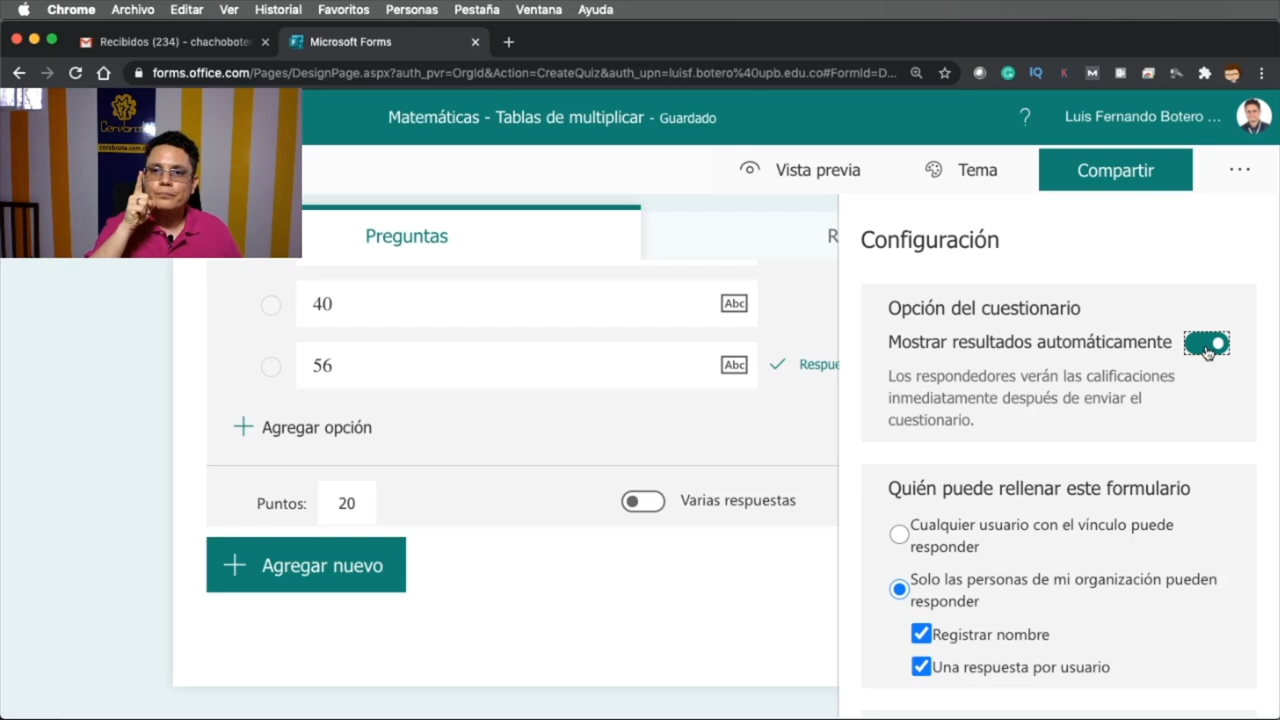 Chrome Archivo Editar Ver Historial Favoritos Personas Pestaña Ventana Ayuda
Recibidos (234) - chachobote
Microsoft Forms
forms.office.com/Pages/DesignPage.aspx?auth_pvr=OrgId&Action=CreateQuiz&auth_upn=luisf.botero%40upb.edu.co#FormId=D...
IQ
K
M
Cerebrote
cerebrote.com
Matemáticas - Tablas de multiplicar - Guardado
?
Luis Fernando Botero ...
Vista previa
Tema
Compartir
...
Preguntas
R
40
Abc
56
Abc
Respue
Agregar opción
Puntos: 20
Varias respuestas
Agregar nuevo
Configuración
Opción del cuestionario
Mostrar resultados automáticamente
Los respondedores verán las calificaciones
inmediatamente después de enviar el
cuestionario.
Quién puede rellenar este formulario
Cualquier usuario con el vínculo puede
responder
Solo las personas de mi organización pueden
responder
Registrar nombre
Una respuesta por usuario